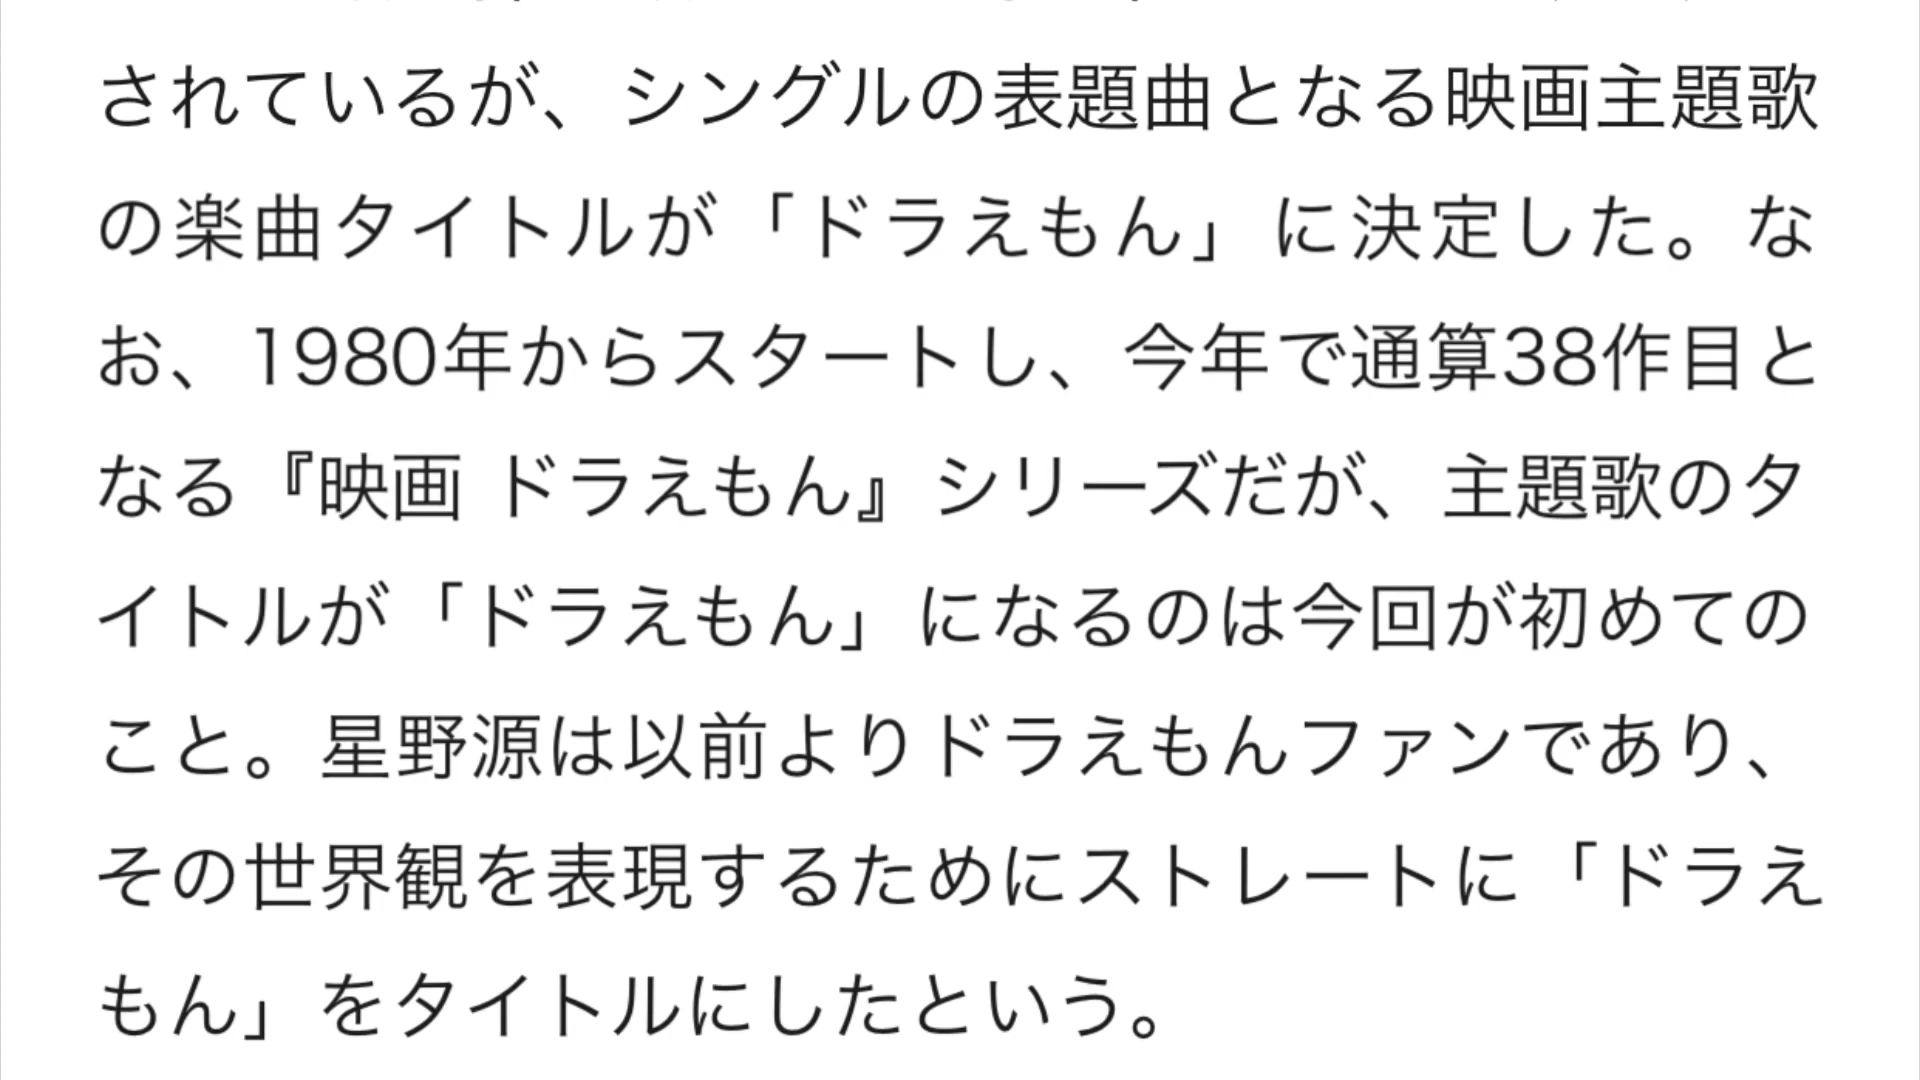 されているが、シングルの表題曲となる映画主題歌
の楽曲タイトルが「ドラえもん」に決定した。な
お、1980年からスタートし、今年で通算38作目と
なる『映画 ドラえもん』シリーズだが、主題歌のタ
イトルが「ドラえもん」になるのは今回が初めての
こと。星野源は以前よりドラえもんファンであり、
その世界観を表現するためにストレートに「ドラえ
もん」をタイトルにしたという。